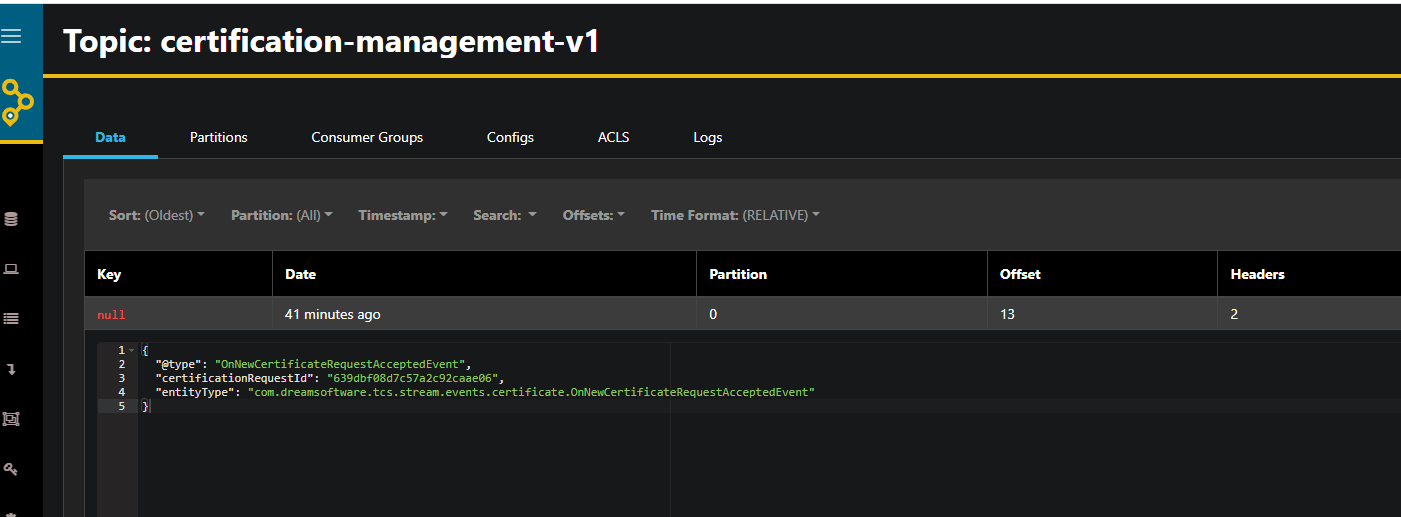 Topic: certification-management-v1
Data Partitions Consumer Groups Configs ACLS Logs
Sort: (Oldest) Partition: (All) Timestamp: Search: Offsets: Time Format: (RELATIVE)
Key Date Partition Offset Headers
null 41 minutes ago 0 13 2
1 {
2 "@type": "OnNewCertificateRequestAcceptedEvent",
3 "certificationRequestId": "639dbf08d7c57a2c92caae06",
4 "entityType": "com.dreamsoftware.tcs.stream.events.certificate.OnNewCertificateRequestAcceptedEvent"
5 }